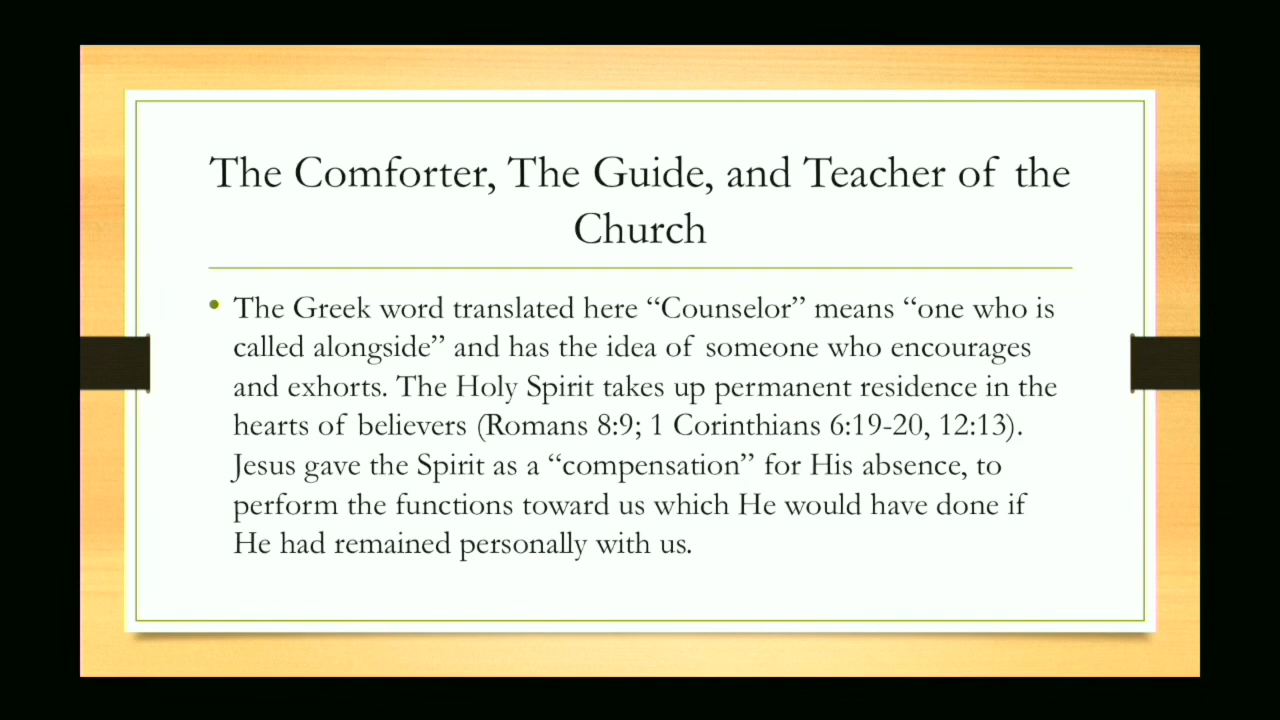 The Comforter, The Guide, and Teacher of the
Church
• The Greek word translated here “Counselor” means “one who is
called alongside” and has the idea of someone who encourages
and exhorts. The Holy Spirit takes up permanent residence in the
hearts of believers (Romans 8:9; 1 Corinthians 6:19-20, 12:13).
Jesus gave the Spirit as a “compensation” for His absence, to
perform the functions toward us which He would have done if
He had remained personally with us.